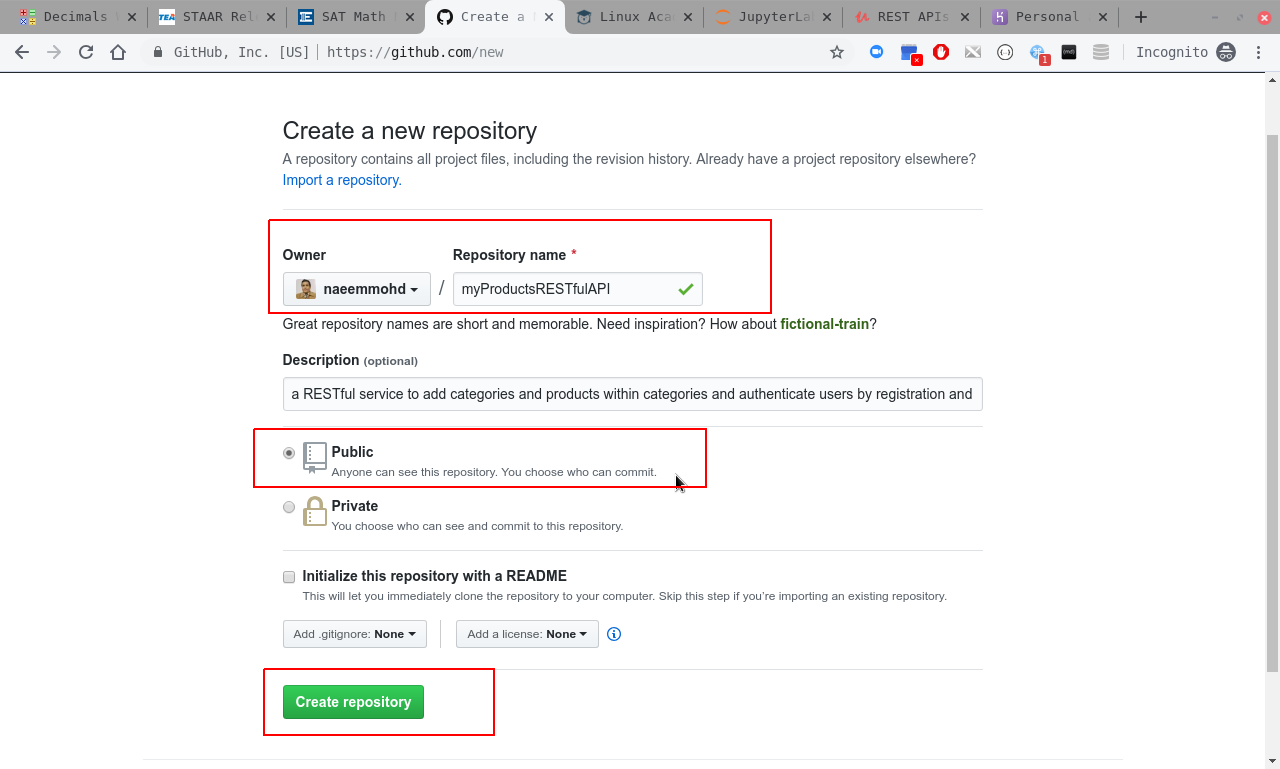 Decimals
STAAR Rel
SAT Math
Create a
Linux Aca
JupyterLa
REST APIs
Personal
GitHub, Inc. [US]
https://github.com/new
1
Incognito
Create a new repository
A repository contains all project files, including the revision history. Already have a project repository elsewhere?
Import a repository.
Owner
Repository name *
naeemmohd / myProductsRESTfulAPI
Great repository names are short and memorable. Need inspiration? How about fictional-train?
Description (optional)
a RESTful service to add categories and products within categories and authenticate users by registration and
Public
Anyone can see this repository. You choose who can commit.
Private
You choose who can see and commit to this repository.
Initialize this repository with a README
This will let you immediately clone the repository to your computer. Skip this step if you’re importing an existing repository.
Add .gitignore: None
Add a license: None
Create repository